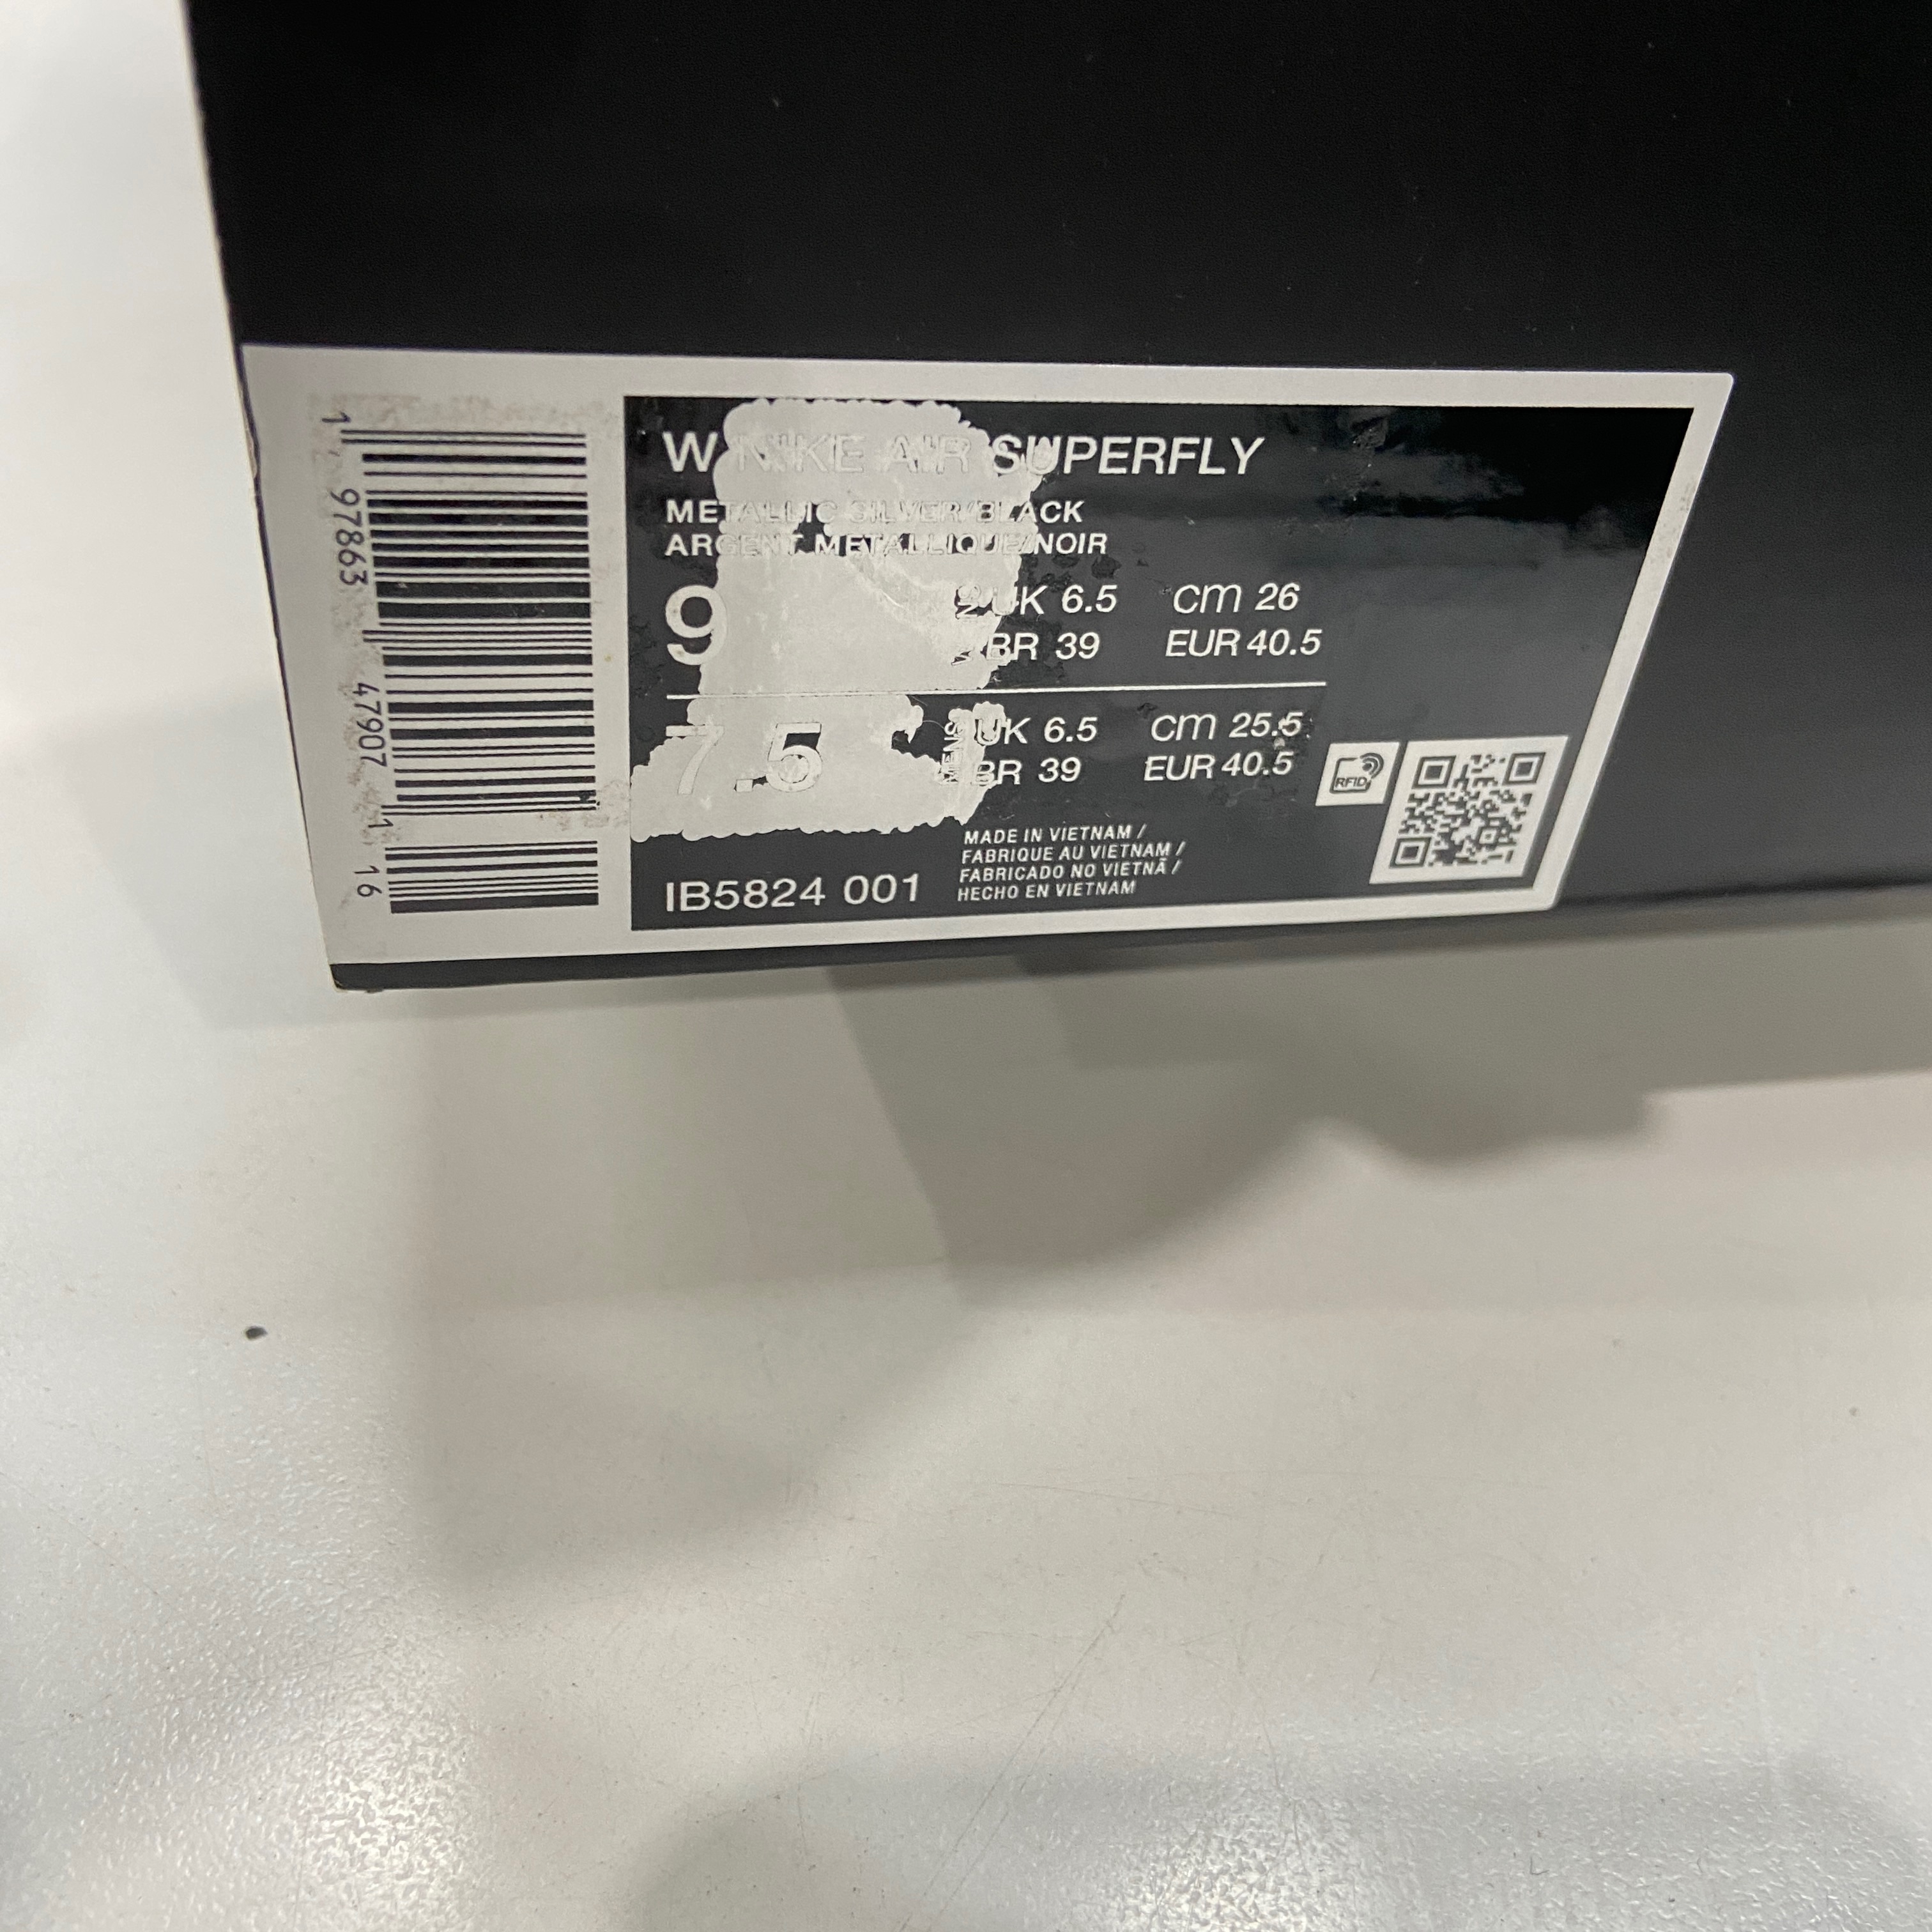 W NIKE AIR SUPERFLY
METALLIC SILVER/BLACK
ARGENT METALLIQUE/NOIR
9
UK 6.5 cm 26
BR 39 EUR 40.5
7.5
MENS
UK 6.5 cm 25.5
BR 39 EUR 40.5
RFID
MADE IN VIETNAM /
FABRIQUE AU VIETNAM /
FABRICADO NO VIETNÃ /
HECHO EN VIETNAM
IB5824 001
1 97863 47907 1 16